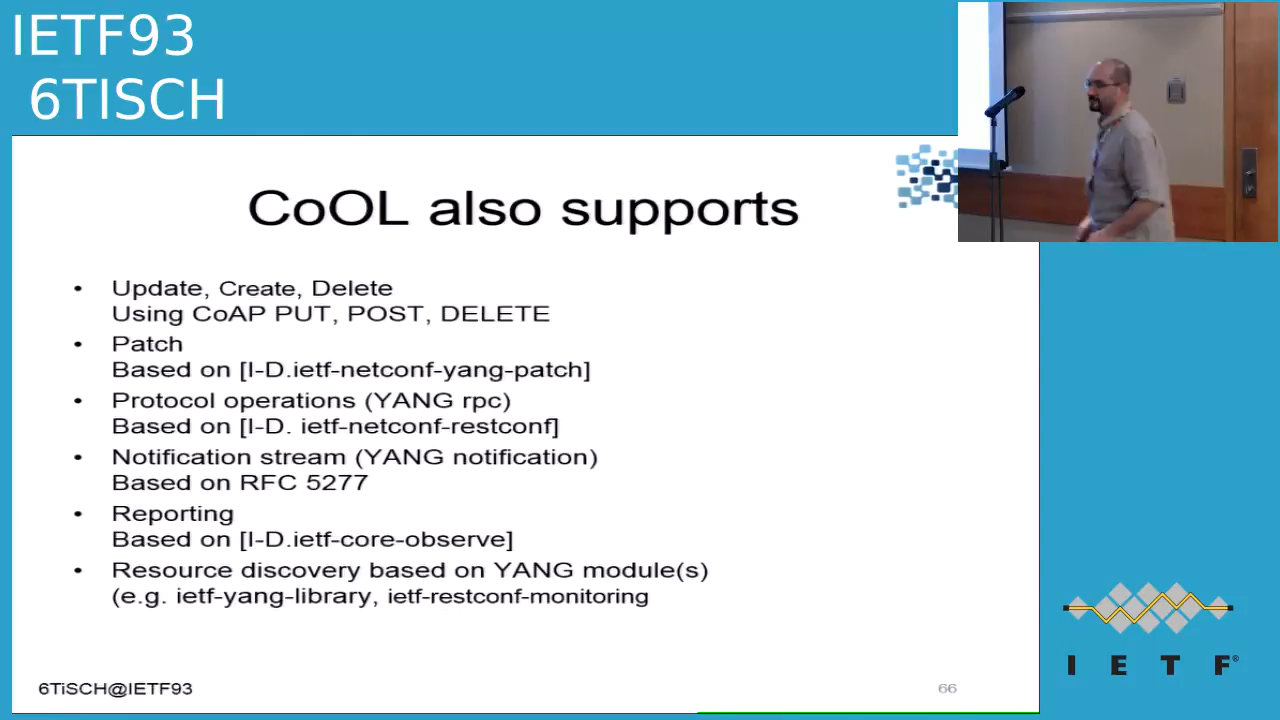 IETF93
6TISCH
CoOL also supports
• Update, Create, Delete
Using CoAP PUT, POST, DELETE
• Patch
Based on [I-D.ietf-netconf-yang-patch]
• Protocol operations (YANG rpc)
Based on [I-D. ietf-netconf-restconf]
• Notification stream (YANG notification)
Based on RFC 5277
• Reporting
Based on [I-D.ietf-core-observe]
• Resource discovery based on YANG module(s)
(e.g. ietf-yang-library, ietf-restconf-monitoring
6TiSCH@IETF93
66
I E T F®